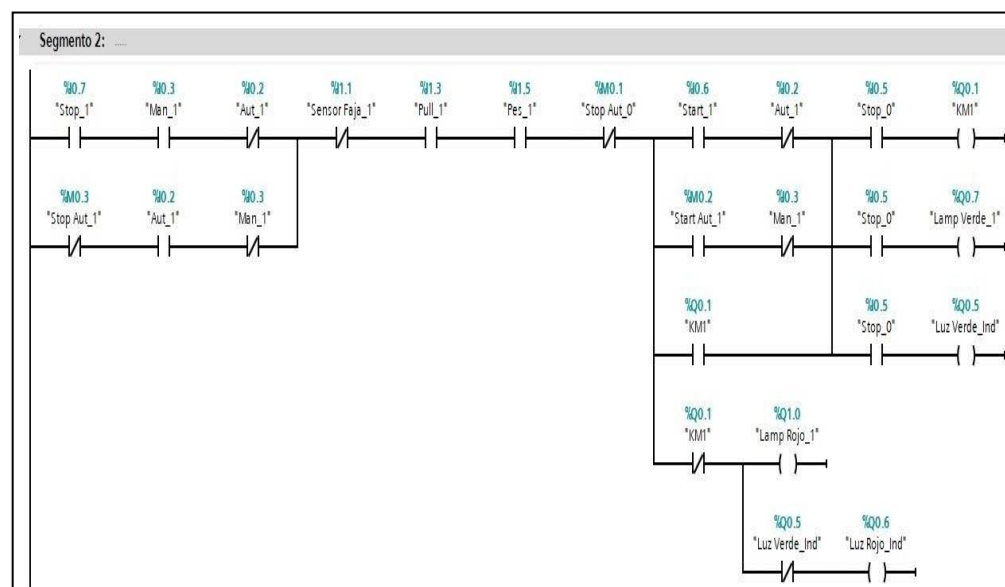 Segmento 2: .....
%I0.7 %I0.3 %I0.2 %I1.1 %I1.3 %I1.5 %M0.1 %I0.6 %I0.2 %I0.5 %Q0.1
"Stop_1" "Man_1" "Aut_1" "Sensor Faja_1" "Pull_1" "Pes_1" "Stop Aut_0" "Start_1" "Aut_1" "Stop_0" "KM1"
%M0.3 %I0.2 %I0.3 %M0.2 %I0.3 %I0.5 %Q0.7
"Stop Aut_1" "Aut_1" "Man_1" "Start Aut_1" "Man_1" "Stop_0" "Lamp Verde_1"
%Q0.1 %I0.5 %Q0.5
"KM1" "Stop_0" "Luz Verde_Ind"
%Q0.1 %Q1.0
"KM1" "Lamp Rojo_1"
%Q0.5 %Q0.6
"Luz Verde_Ind" "Luz Rojo_Ind"